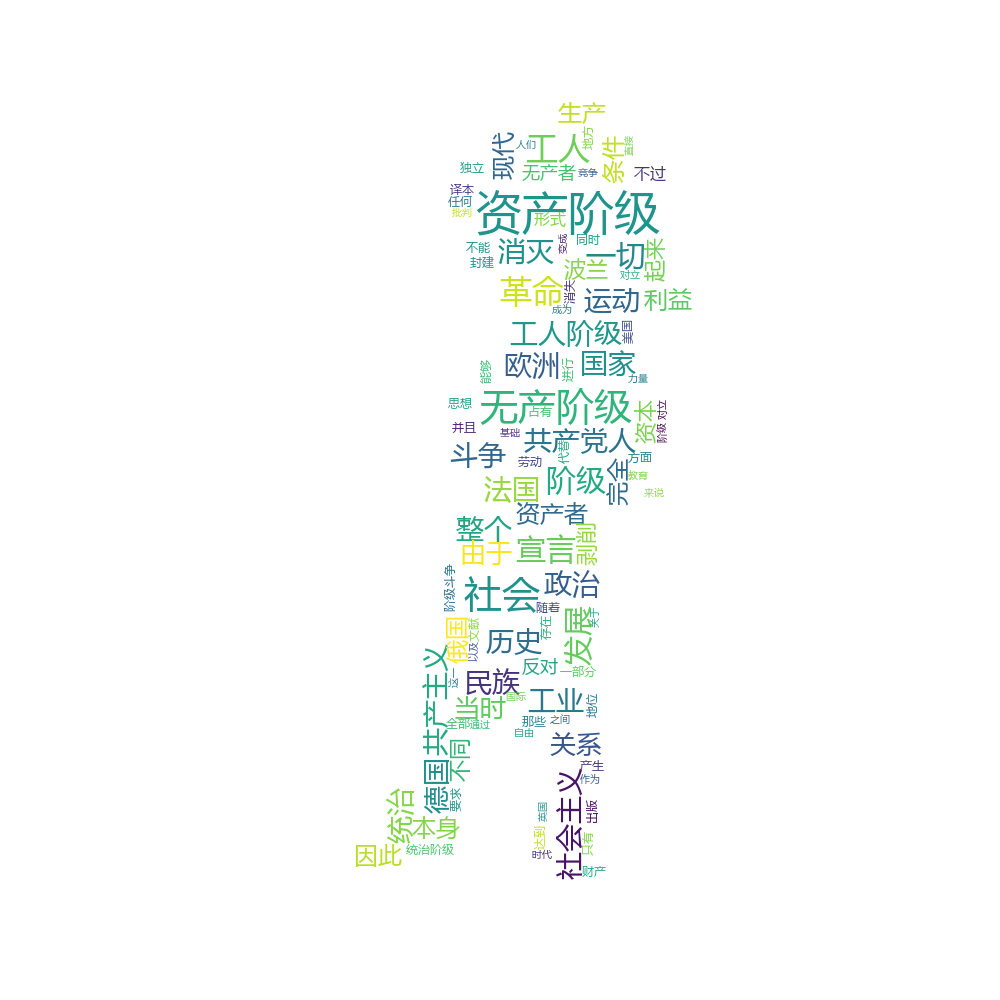 生产
现代
人们
工人
地方
条件
直接
独立
无产者
竞争
不过
译本
任何
批判
资产阶级
形式
不能
封建
消灭
变成
同时
一切
起来
波兰
对立
革命
消失
成为
运动
利益
工人阶级
美国
能够
欧洲
进行
国家
力量
思想
无产阶级
占有
资本
阶级 对立
并且
基础
共产党人
斗争
劳动
代替
完全
方面
教育
来说
法国
阶级
资产者
整个
由于
宣言
剥削
阶级斗争
社会
政治
随着
俄国
文献
以及
历史
存在
发展
关于
共产主义
这一
民族
反对
一部分
当时
国际
工业
地位
全部
通过
那些
之间
自由
不同
关系
德国
要求
产生
作为
统治
本身
英国
社会主义
出版
因此
统治阶级
达到
时代
只有
财产